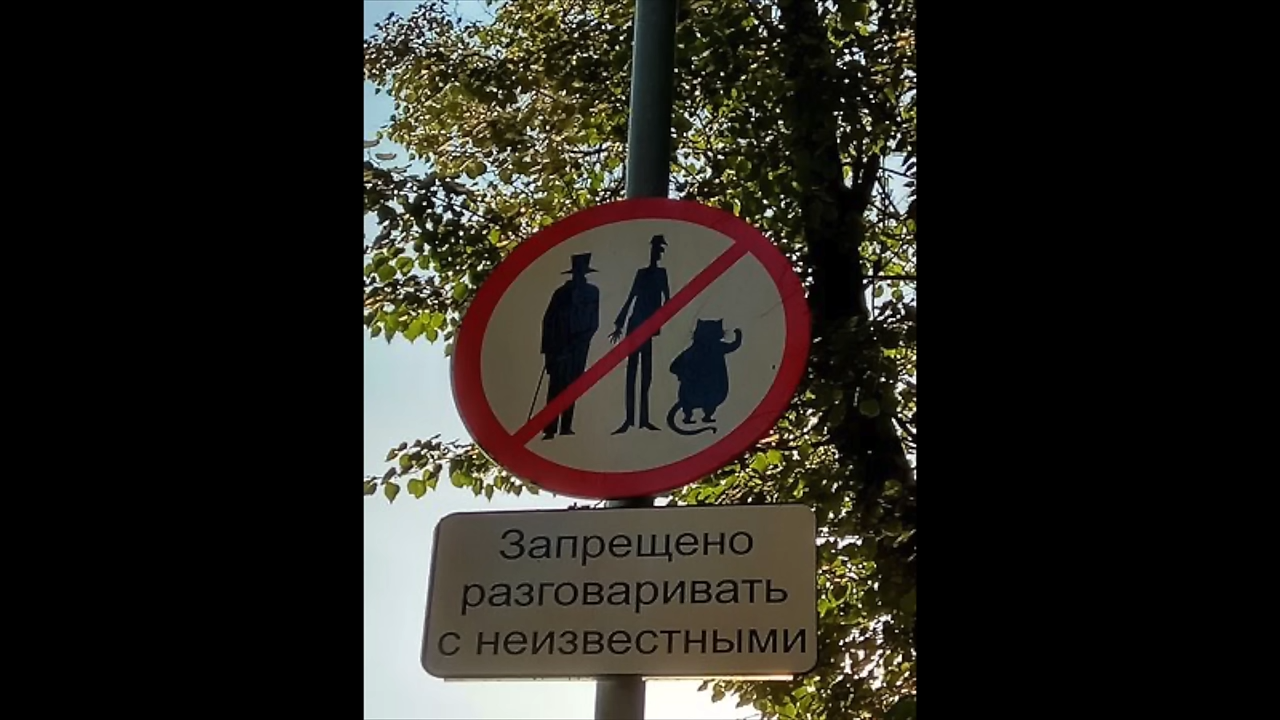 Запрещено
разговаривать
с неизвестными